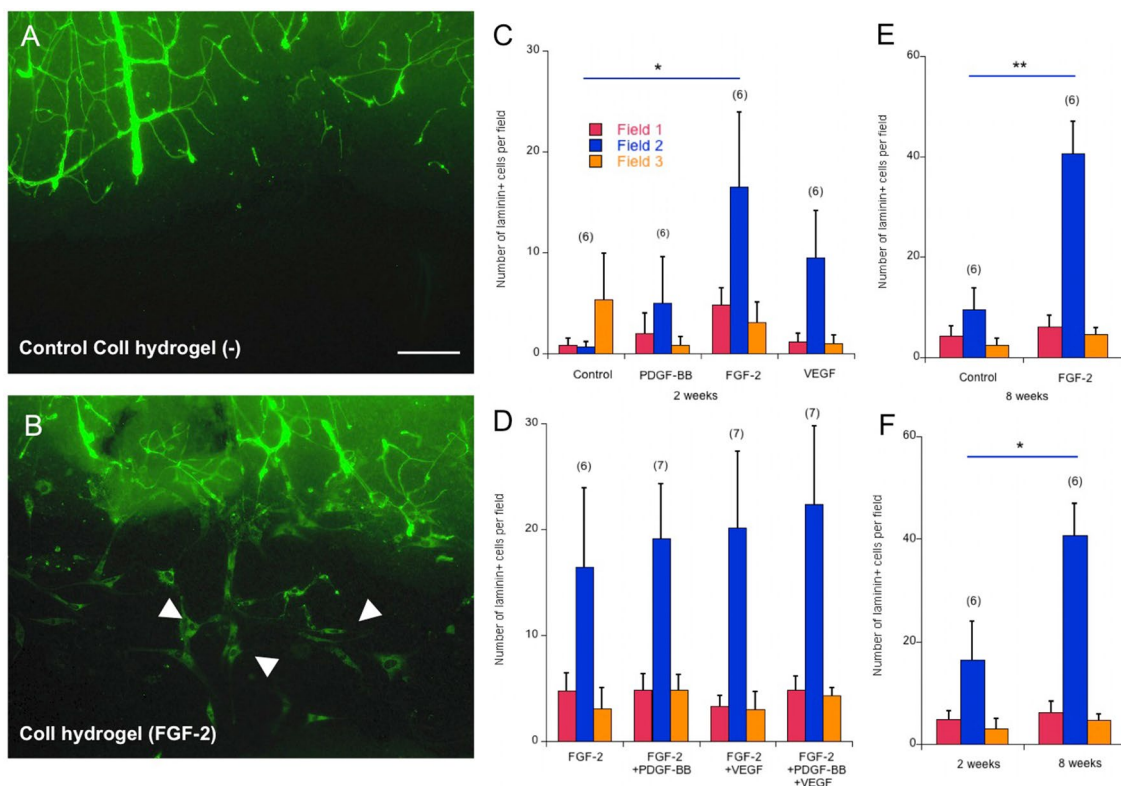 A
Control Coll hydrogel (-)
B
Coll hydrogel (FGF-2)
C
Number of laminin+ cells per field
30
20
10
0
*
Field 1
Field 2
Field 3
(6)
(6)
(6)
(6)
Control
PDGF-BB
FGF-2
VEGF
2 weeks
D
Number of laminin+ cells per field
30
20
10
0
(6)
(7)
(7)
(7)
FGF-2
FGF-2
+PDGF-BB
FGF-2
+VEGF
FGF-2
+PDGF-BB
+VEGF
E
Number of laminin+ cells per field
60
40
20
0
**
(6)
(6)
Control
FGF-2
8 weeks
F
Number of laminin+ cells per field
60
40
20
0
*
(6)
(6)
2 weeks
8 weeks